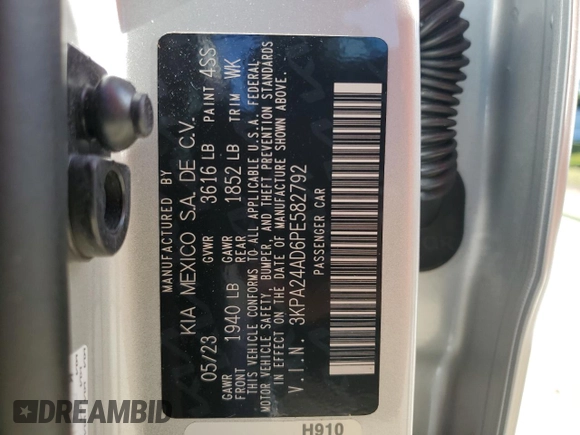 MANUFACTURED BY
KIA MEXICO S.A. DE C.V.
05/23 GVWR 3616 LB PAINT 4SS
GAWR FRONT 1940 LB GAWR REAR 1852 LB TRIM WK
THIS VEHICLE CONFORMS TO ALL APPLICABLE U.S.A. FEDERAL
MOTOR VEHICLE SAFETY, BUMPER, AND THEFT PREVENTION STANDARDS
IN EFFECT ON THE DATE OF MANUFACTURE SHOWN ABOVE.
V.I.N. 3KPA24AD6PE582792
PASSENGER CAR
H910
DREAMBID